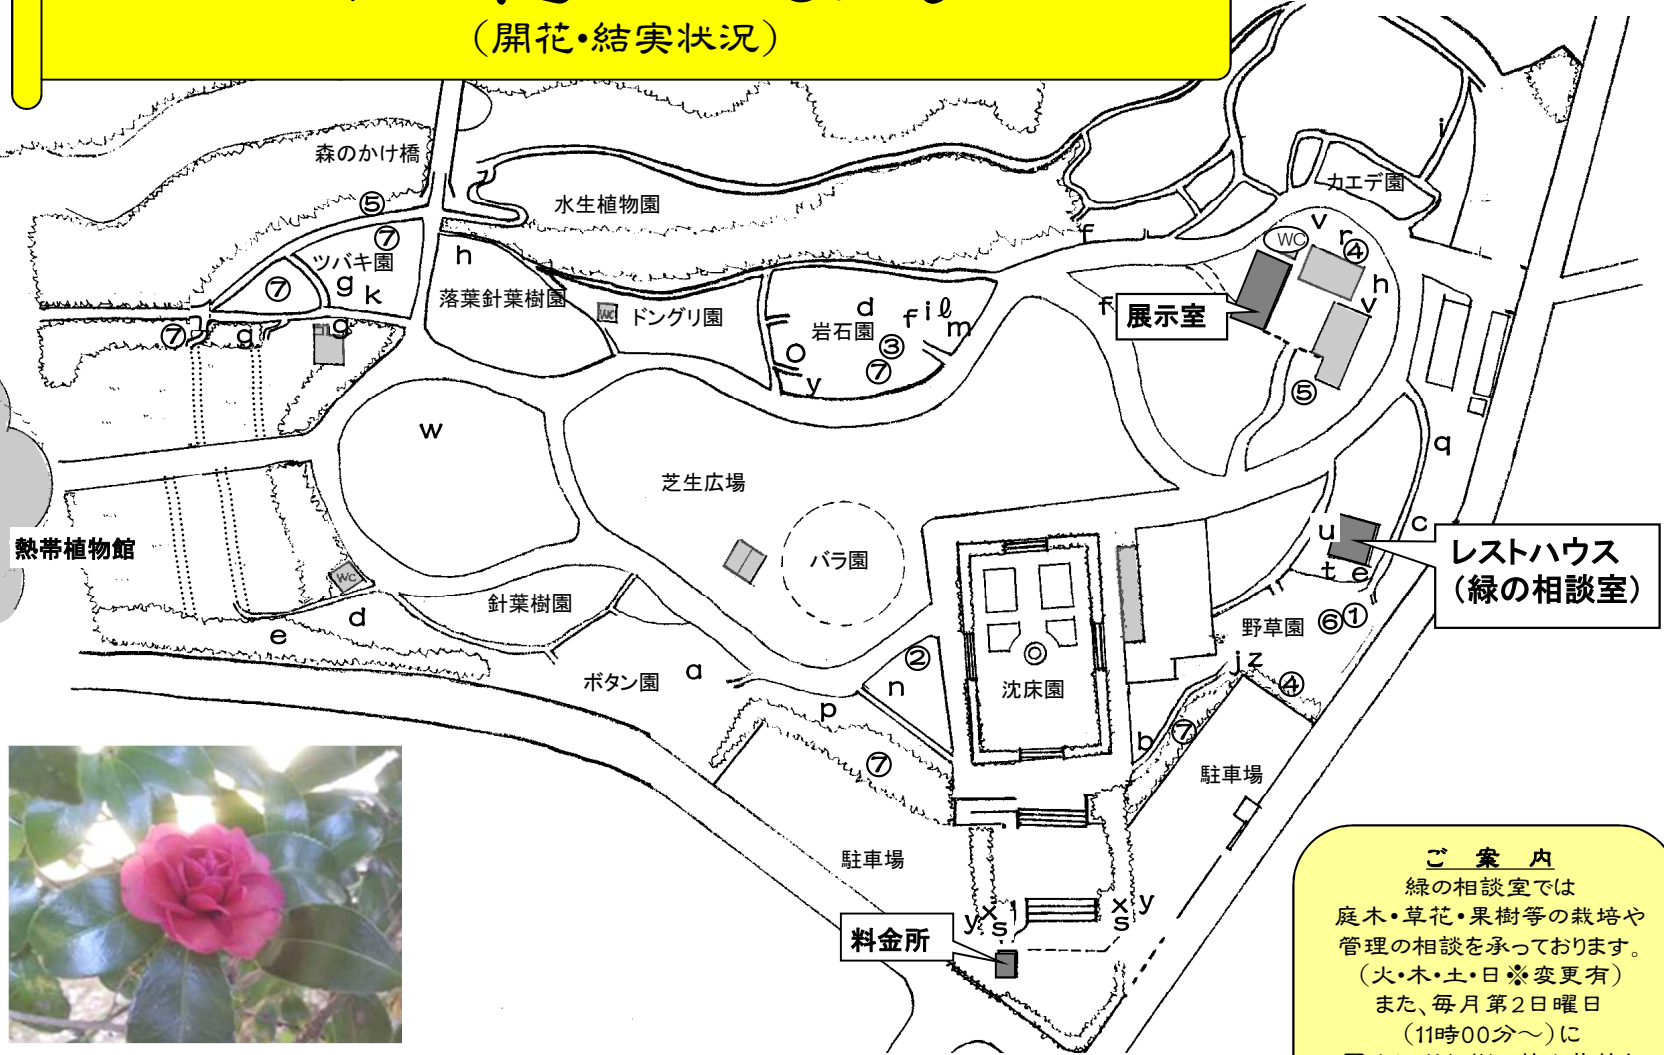 （開花・結実状況）
森のかけ橋
水生植物園
カエデ園
j
⑤
⑦
ツバキ園
h
f
v
WC
r
④
⑦
g
k
落葉針葉樹園
WC
ドングリ園
d
岩石園
f
i
l
m
③
f
展示室
h
v
⑦
g
g
o
y
⑦
⑤
w
q
芝生広場
熱帯植物館
バラ園
u
c
レストハウス
（緑の相談室）
t
e
WC
d
e
針葉樹園
野草園
⑥
①
ボタン園
a
②
n
沈床園
j
z
④
p
⑦
b
⑦
駐車場
駐車場
y
x
s
x
y
s
料金所
ご 案 内
緑の相談室では
庭木・草花・果樹等の栽培や
管理の相談を承っております。
（火・木・土・日※変更有）
また、毎月第2日曜日
（11時00分～）に